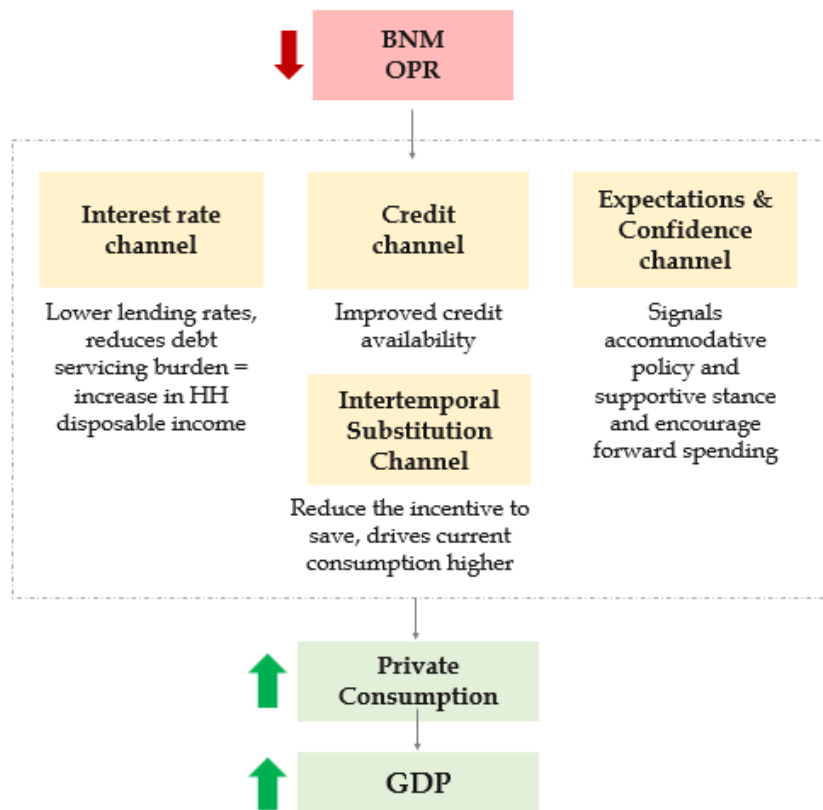 BNM
OPR
Interest rate
channel
Lower lending rates,
reduces debt
servicing burden =
increase in HH
disposable income
Credit
channel
Improved credit
availability
Intertemporal
Substitution
Channel
Reduce the incentive to
save, drives current
consumption higher
Expectations &
Confidence
channel
Signals
accommodative
policy and
supportive stance
and encourage
forward spending
Private
Consumption
GDP